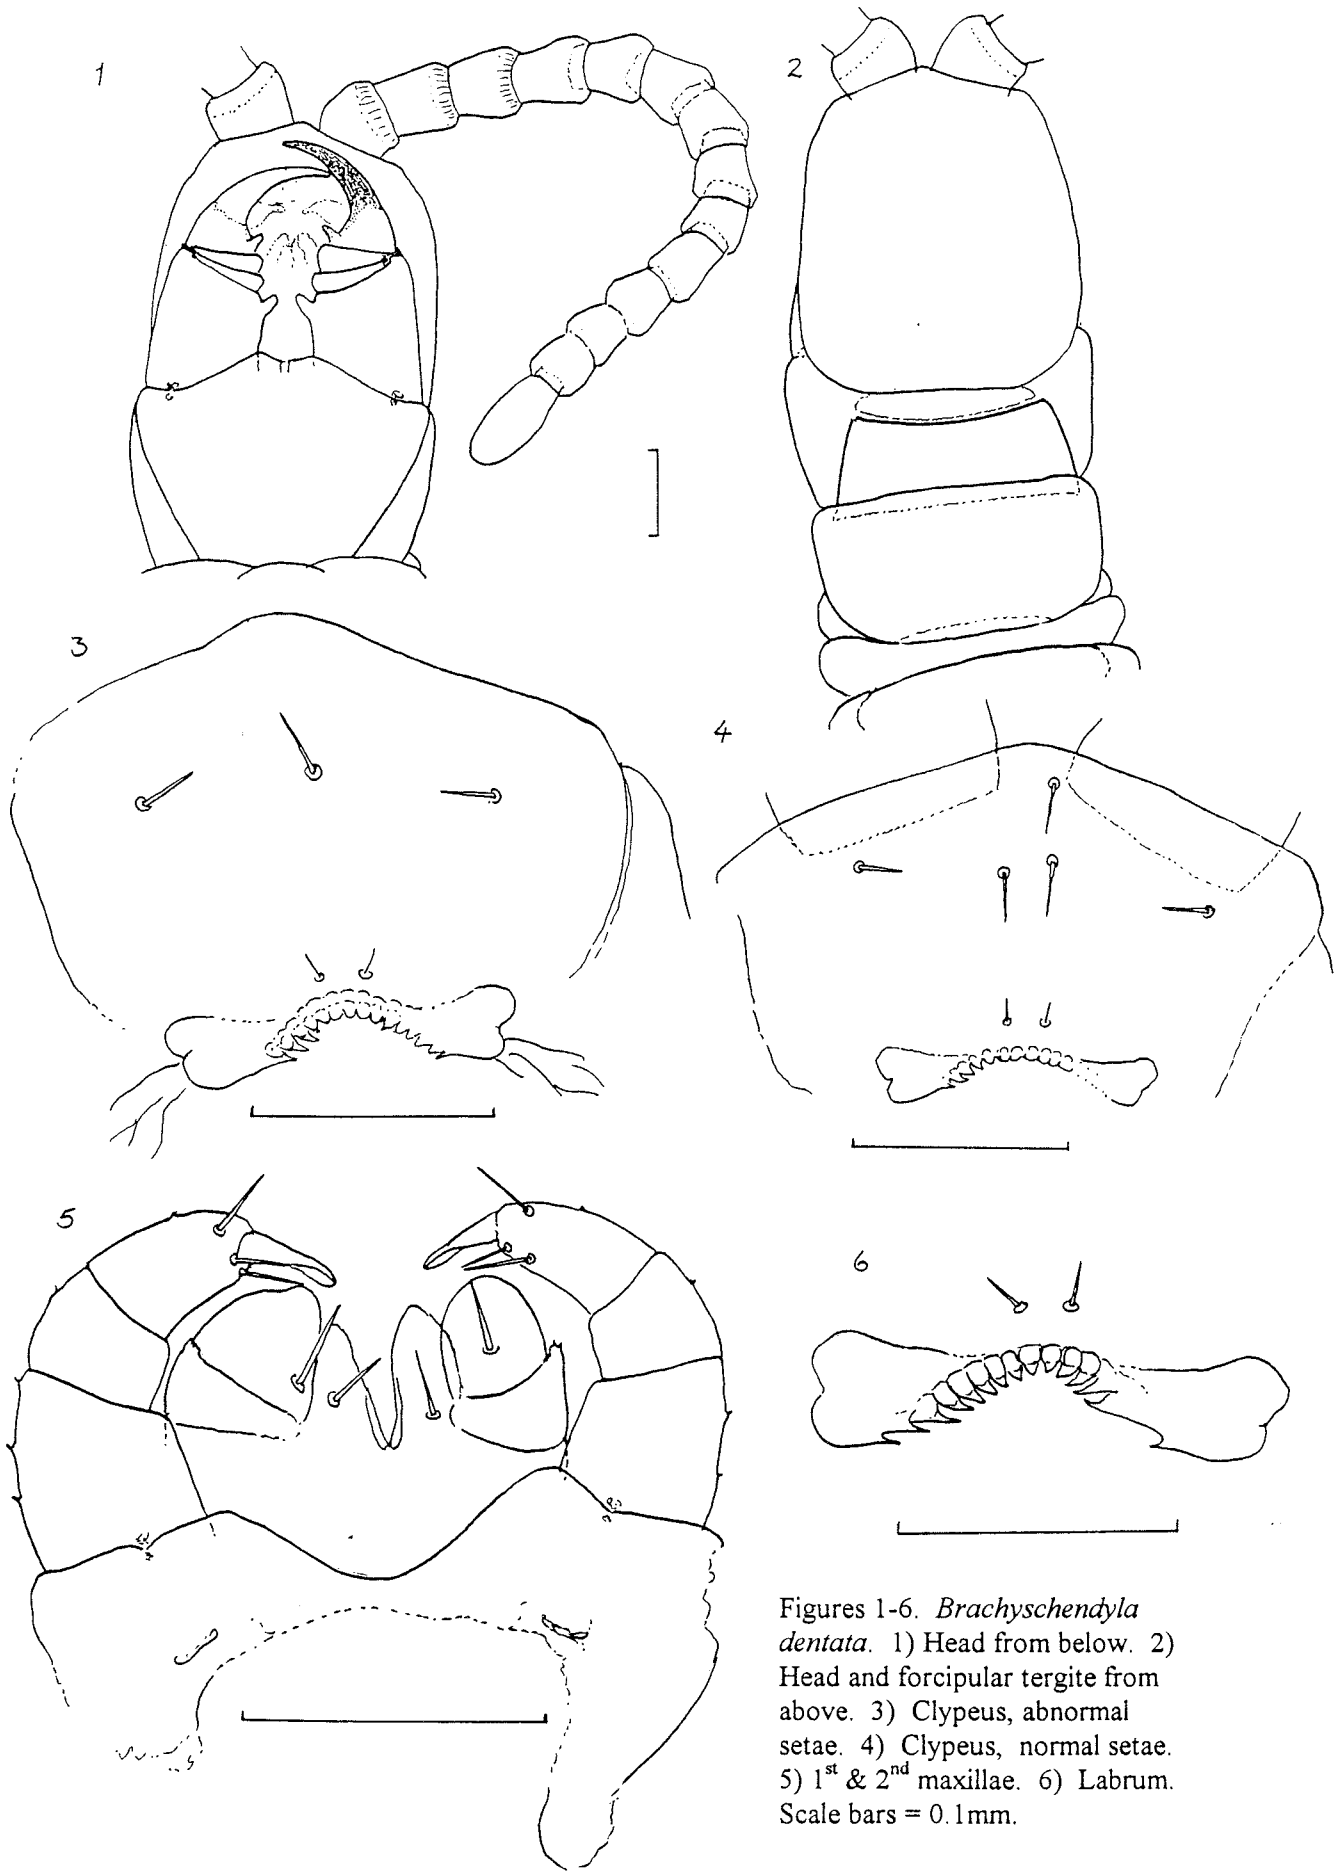 1
2
3
4
5
6
Figures 1-6. Brachyschendyla
dentata. 1) Head from below. 2)
Head and forcipular tergite from
above. 3) Clypeus, abnormal
setae. 4) Clypeus, normal setae.
5) 1st & 2nd maxillae. 6) Labrum.
Scale bars = 0.1mm.